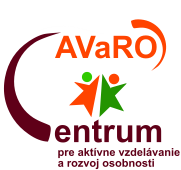 AVaRO
Centrum
pre aktívne vzdelávanie
a rozvoj osobnosti